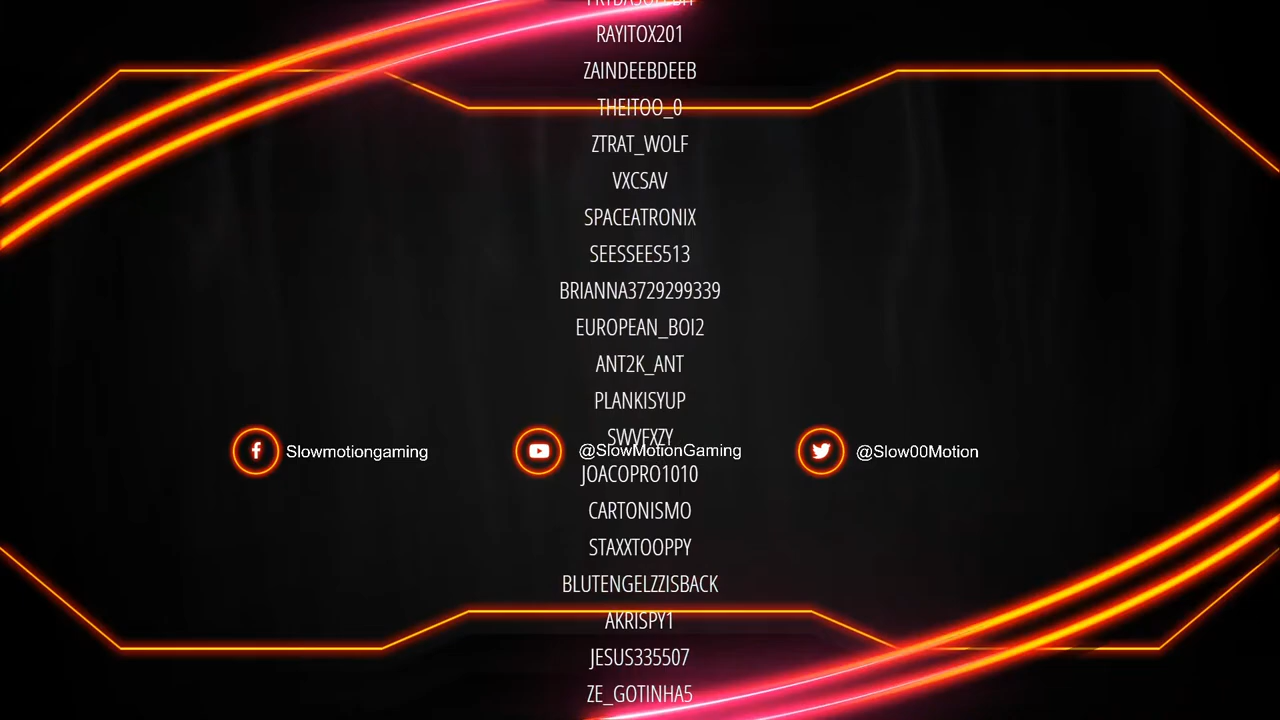 RAYITOX201
ZAINDEEBDEEB
THEITOO_0
ZTRAT_WOLF
VXCSAV
SPACEATRONIX
SEESSEES513
BRIANNA3729299339
EUROPEAN_BOI2
ANT2K_ANT
PLANKISYUP
Slowmotiongaming
@SlowMotionGaming
@Slow00Motion
JOACOPRO1010
CARTONISMO
STAXXTOOPPY
BLUTENGELZZISBACK
AKRISPY1
JESUS335507
ZE_GOTINHA5